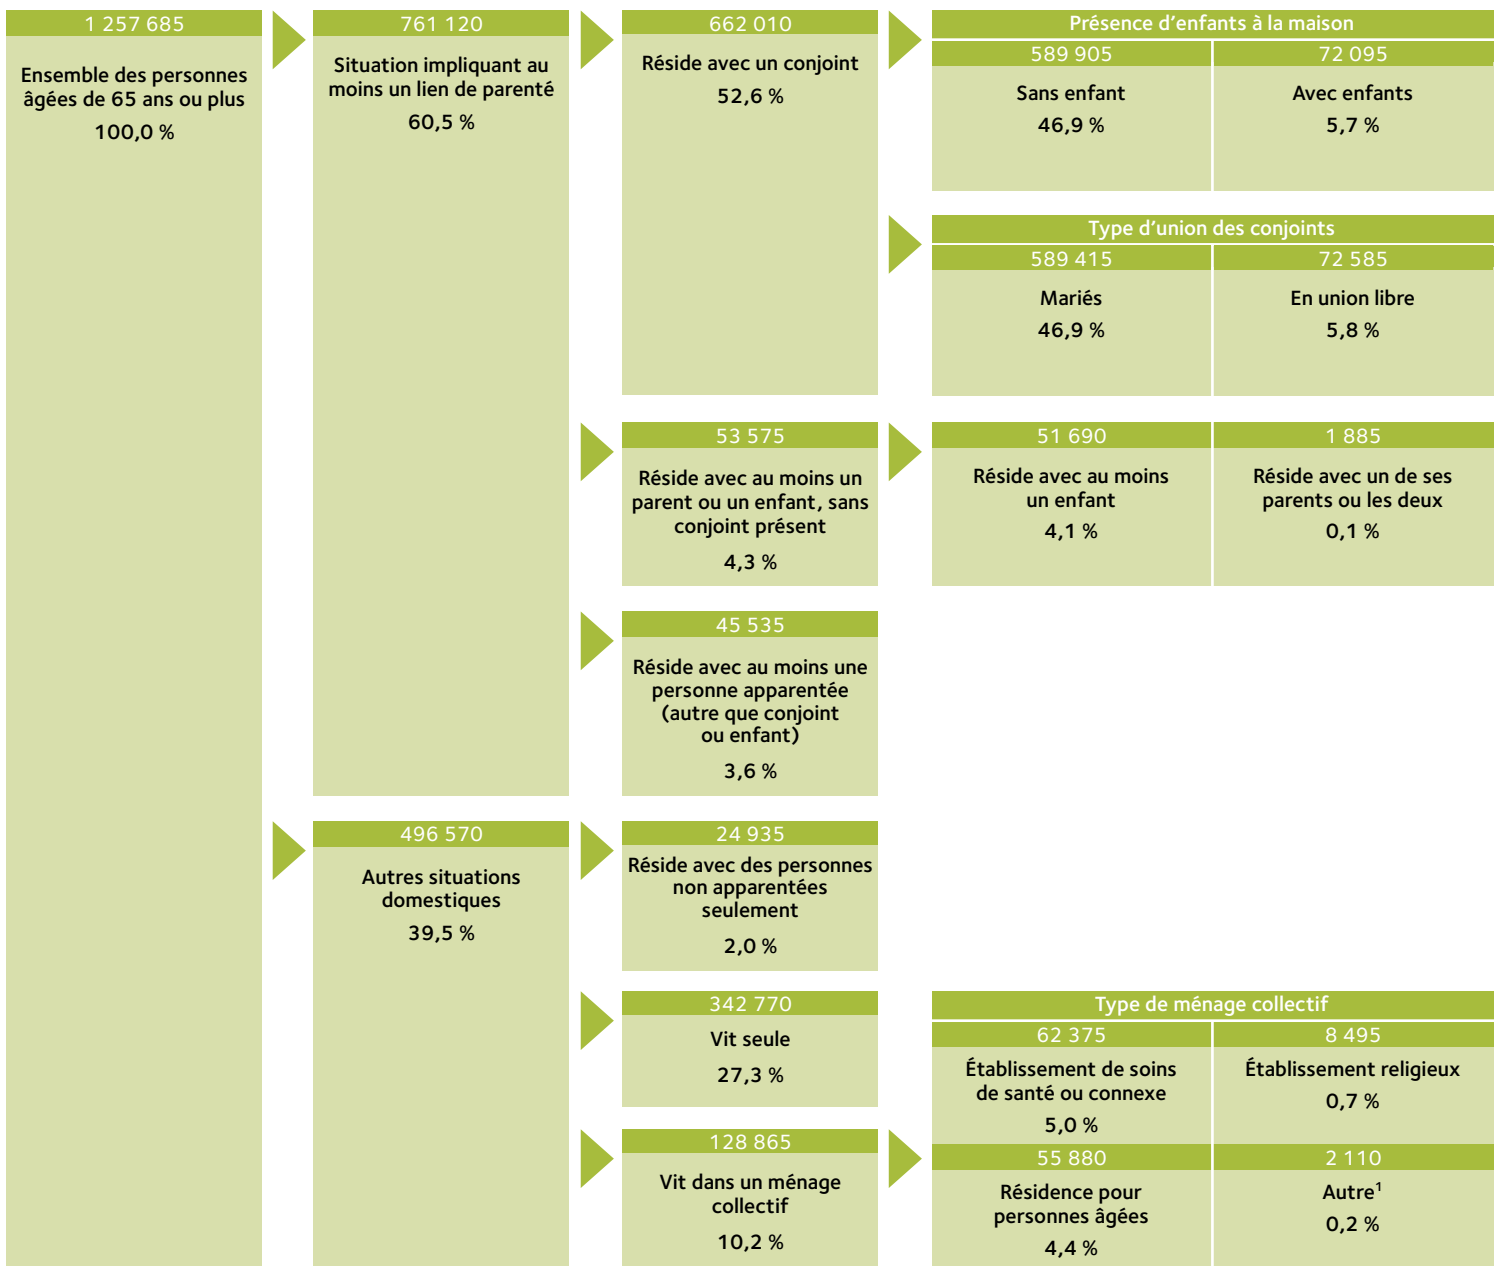 1 257 685
Ensemble des personnes
âgées de 65 ans ou plus
100,0 %
761 120
Situation impliquant au
moins un lien de parenté
60,5 %
662 010
Réside avec un conjoint
52,6 %
Présence d’enfants à la maison
589 905
Sans enfant
46,9 %
72 095
Avec enfants
5,7 %
Type d’union des conjoints
589 415
Mariés
46,9 %
72 585
En union libre
5,8 %
53 575
Réside avec au moins un
parent ou un enfant, sans
conjoint présent
4,3 %
51 690
Réside avec au moins
un enfant
4,1 %
1 885
Réside avec un de ses
parents ou les deux
0,1 %
45 535
Réside avec au moins une
personne apparentée
(autre que conjoint
ou enfant)
3,6 %
496 570
Autres situations
domestiques
39,5 %
24 935
Réside avec des personnes
non apparentées
seulement
2,0 %
342 770
Vit seule
27,3 %
128 865
Vit dans un ménage
collectif
10,2 %
Type de ménage collectif
62 375
Établissement de soins
de santé ou connexe
5,0 %
8 495
Établissement religieux
0,7 %
55 880
Résidence pour
personnes âgées
4,4 %
2 110
Autre¹
0,2 %